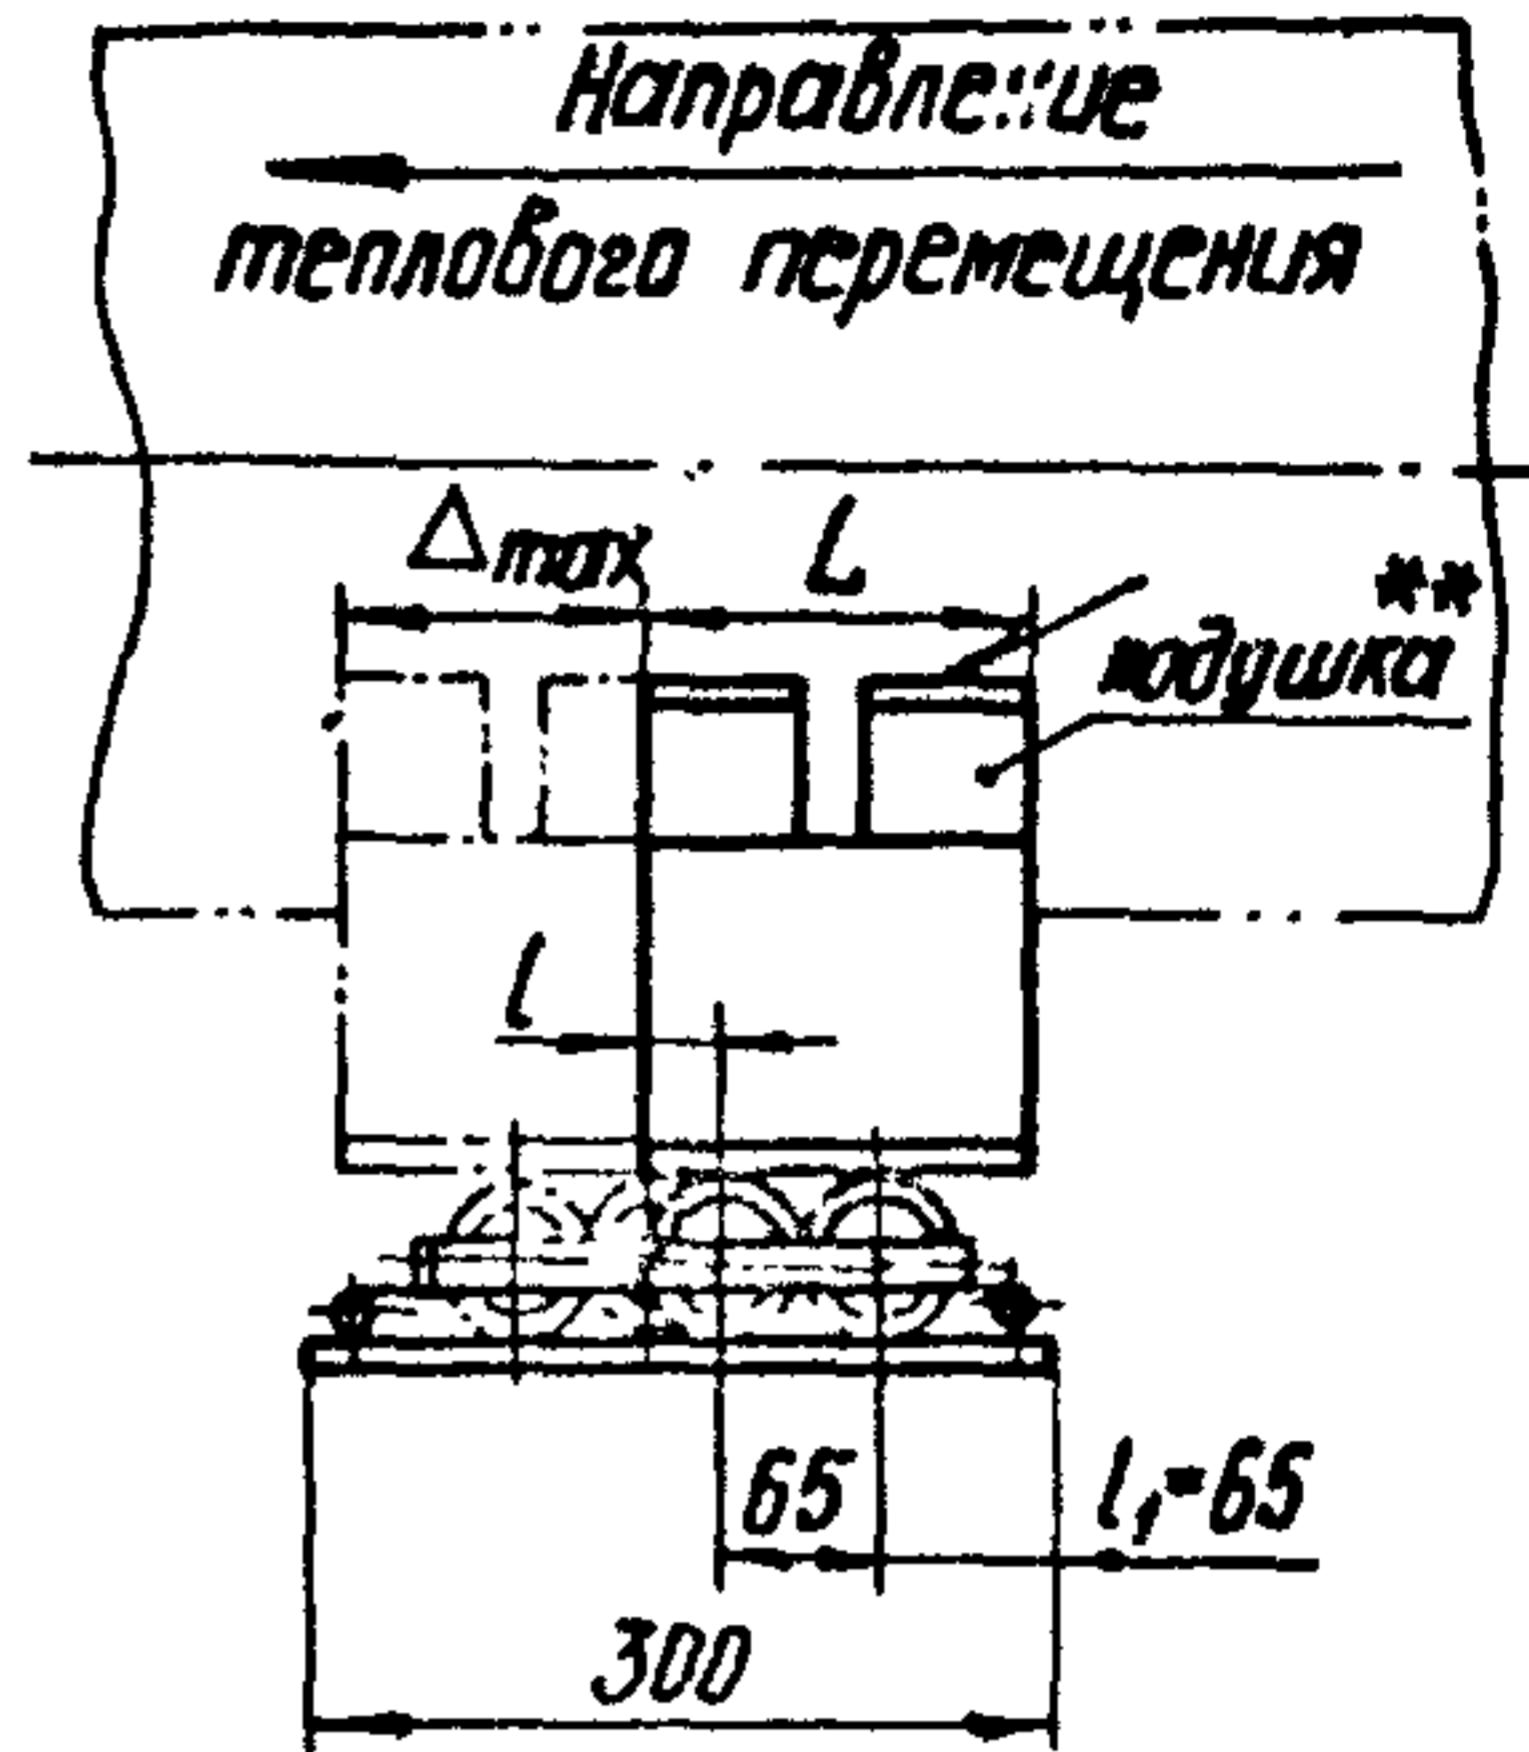 Направление
теплового перемещения
Δmax L
**
подушка
l
65 l₁=65
300